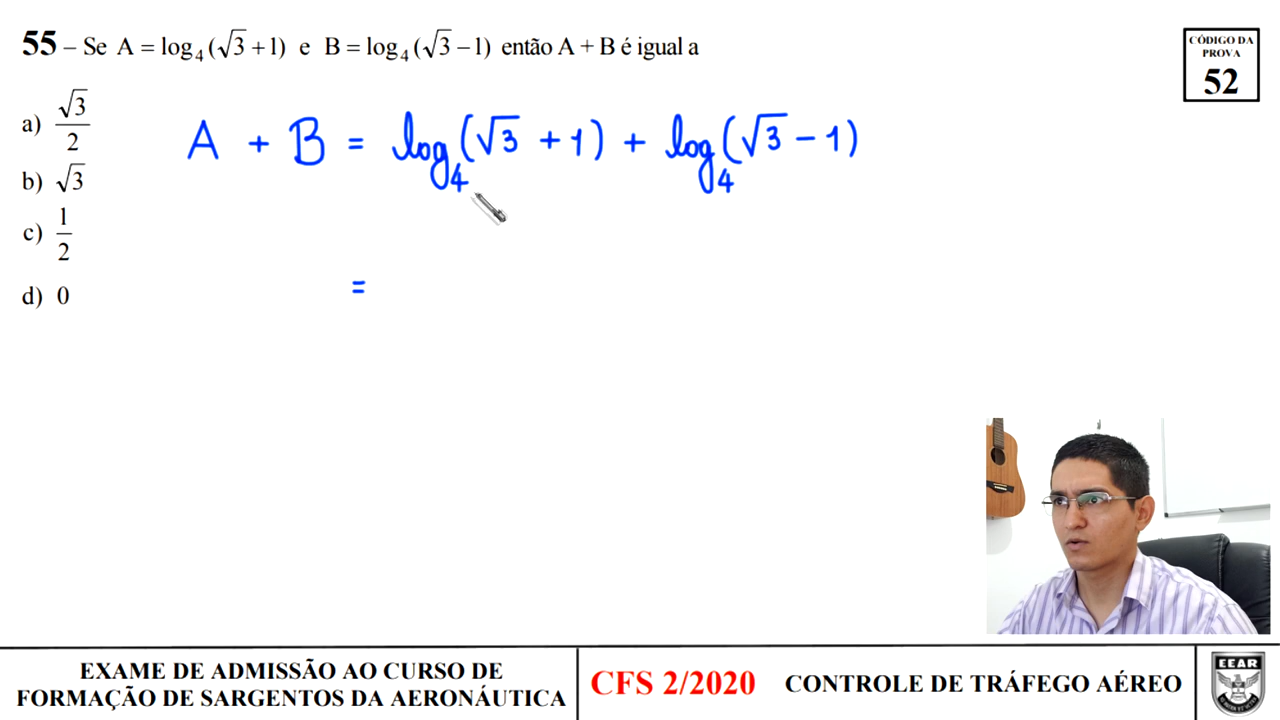 55 – Se A = log₄(√3 + 1) e B = log₄(√3 – 1) então A + B é igual a
CÓDIGO DA
PROVA
52
a) √3/2
b) √3
c) 1/2
d) 0
A + B = log₄(√3 + 1) + log₄(√3 – 1)
=
EXAME DE ADMISSÃO AO CURSO DE
FORMAÇÃO DE SARGENTOS DA AERONÁUTICA
CFS 2/2020
CONTROLE DE TRÁFEGO AÉREO
EEAR